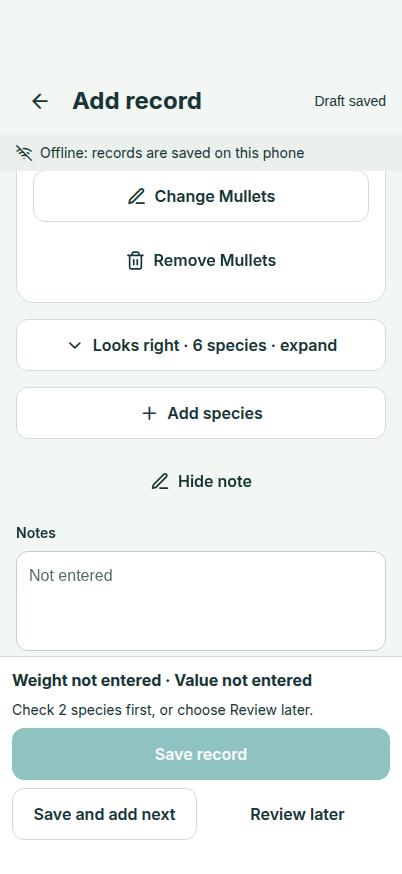 Add record
Draft saved
Offline: records are saved on this phone
Change Mullets
Remove Mullets
Looks right · 6 species · expand
Add species
Hide note
Notes
Not entered
Weight not entered · Value not entered
Check 2 species first, or choose Review later.
Save record
Save and add next
Review later